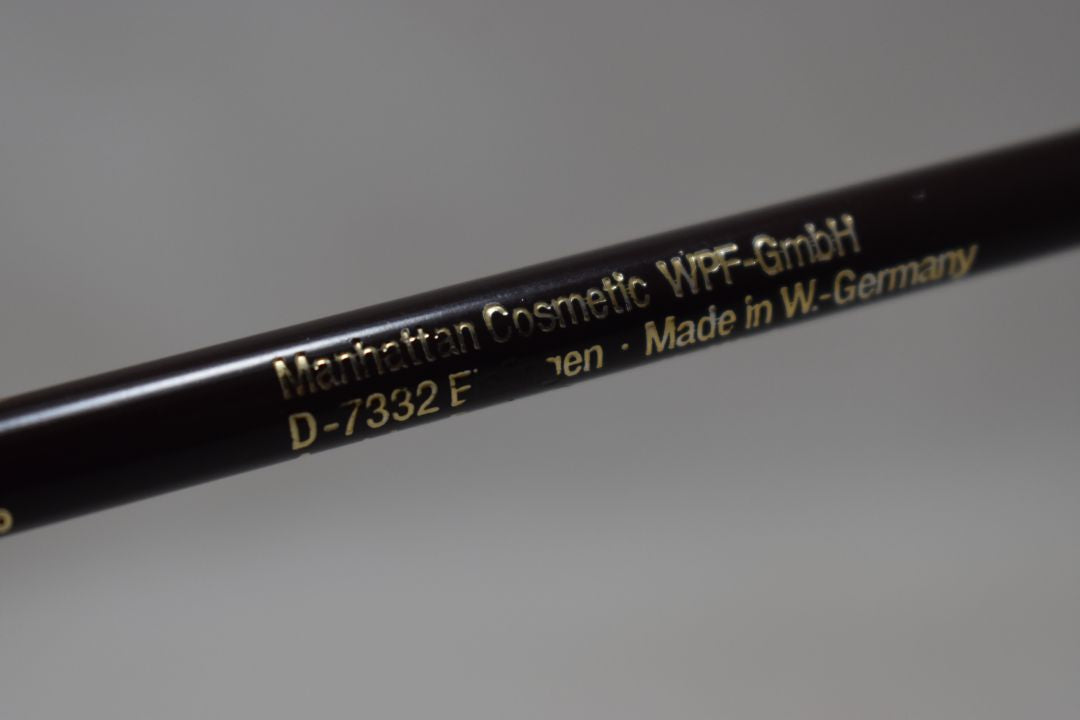 Manhattan Cosmetic WPF-GmbH
D-7332 · Made in W.-Germany